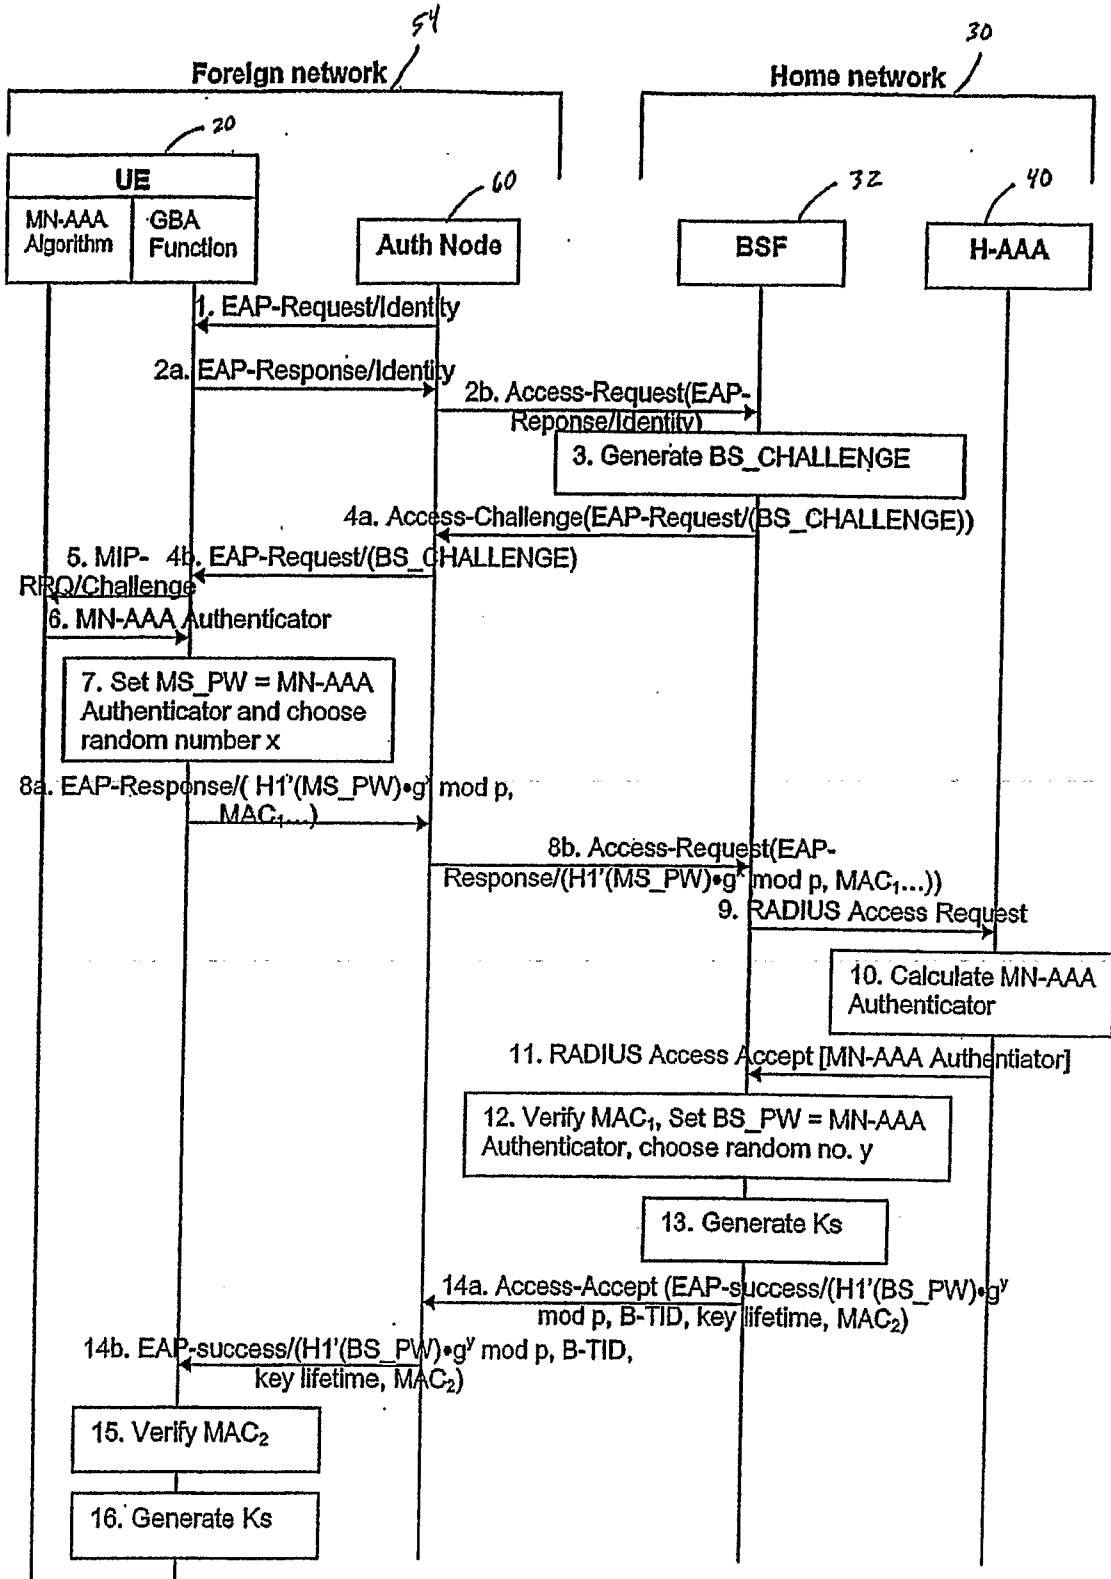 54
30
Foreign network
Home network
20
UE
60
32
40
MN-AAA
Algorithm
GBA
Function
Auth Node
BSF
H-AAA
1. EAP-Request/Identity
2a. EAP-Response/Identity
2b. Access-Request(EAP-
Reponse/Identity)
3. Generate BS_CHALLENGE
4a. Access-Challenge(EAP-Request/(BS_CHALLENGE))
4b. EAP-Request/(BS_CHALLENGE)
5. MIP-
RRQ/Challenge
6. MN-AAA Authenticator
7. Set MS_PW = MN-AAA
Authenticator and choose
random number x
8a. EAP-Response/( H1'(MS_PW)•gˣ mod p,
MAC₁...)
8b. Access-Request(EAP-
Response/(H1'(MS_PW)•gˣ mod p, MAC₁...))
9. RADIUS Access Request
10. Calculate MN-AAA
Authenticator
11. RADIUS Access Accept [MN-AAA Authentiator]
12. Verify MAC₁, Set BS_PW = MN-AAA
Authenticator, choose random no. y
13. Generate Ks
14a. Access-Accept (EAP-success/(H1'(BS_PW)•gʸ
mod p, B-TID, key lifetime, MAC₂)
14b. EAP-success/(H1'(BS_PW)•gʸ mod p, B-TID,
key lifetime, MAC₂)
15. Verify MAC₂
16. Generate Ks